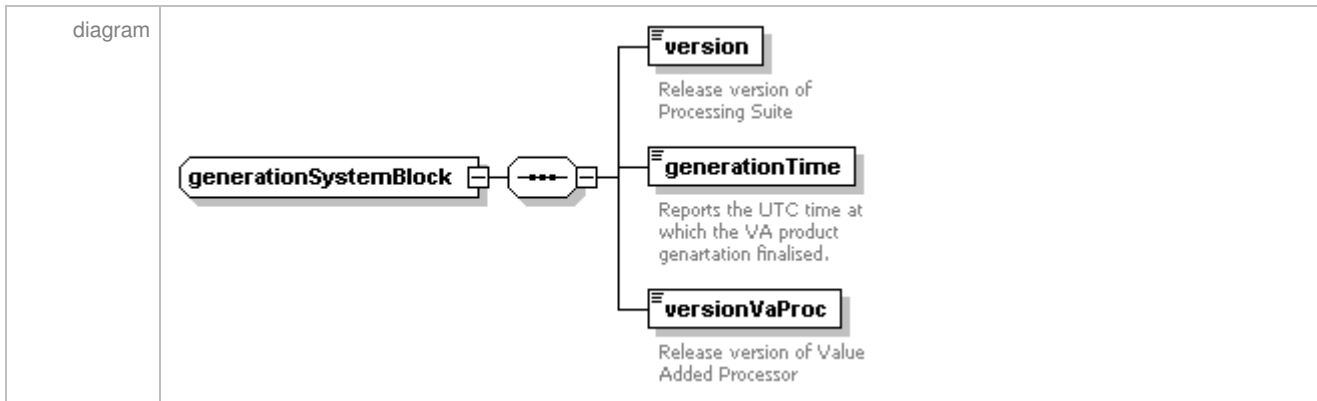 diagram
version
Release version of
Processing Suite
generationSystemBlock
generationTime
Reports the UTC time at
which the VA product
genartation finalised.
versionVaProc
Release version of Value
Added Processor